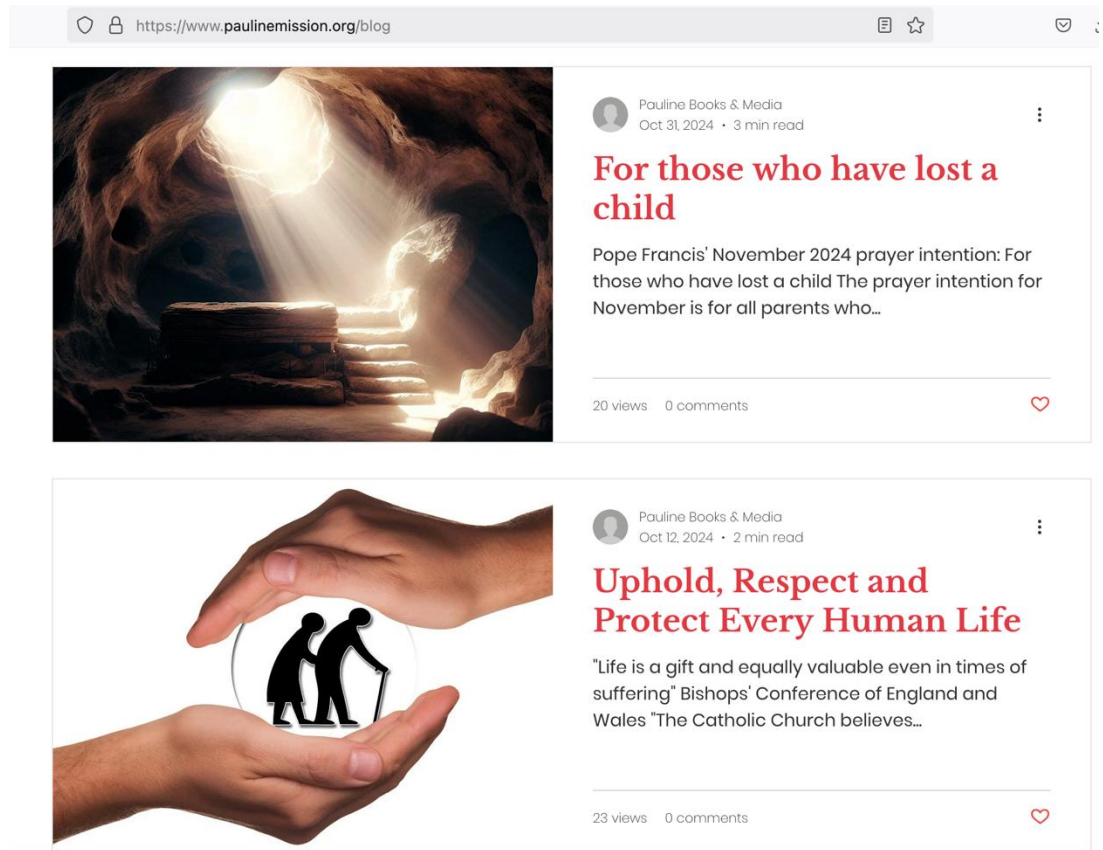 https://www.paulinemission.org/blog
Pauline Books & Media
Oct 31, 2024 • 3 min read
For those who have lost a
child
Pope Francis' November 2024 prayer intention: For
those who have lost a child The prayer intention for
November is for all parents who...
20 views 0 comments
Pauline Books & Media
Oct 12, 2024 • 2 min read
Uphold, Respect and
Protect Every Human Life
"Life is a gift and equally valuable even in times of
suffering" Bishops' Conference of England and
Wales "The Catholic Church believes...
23 views 0 comments